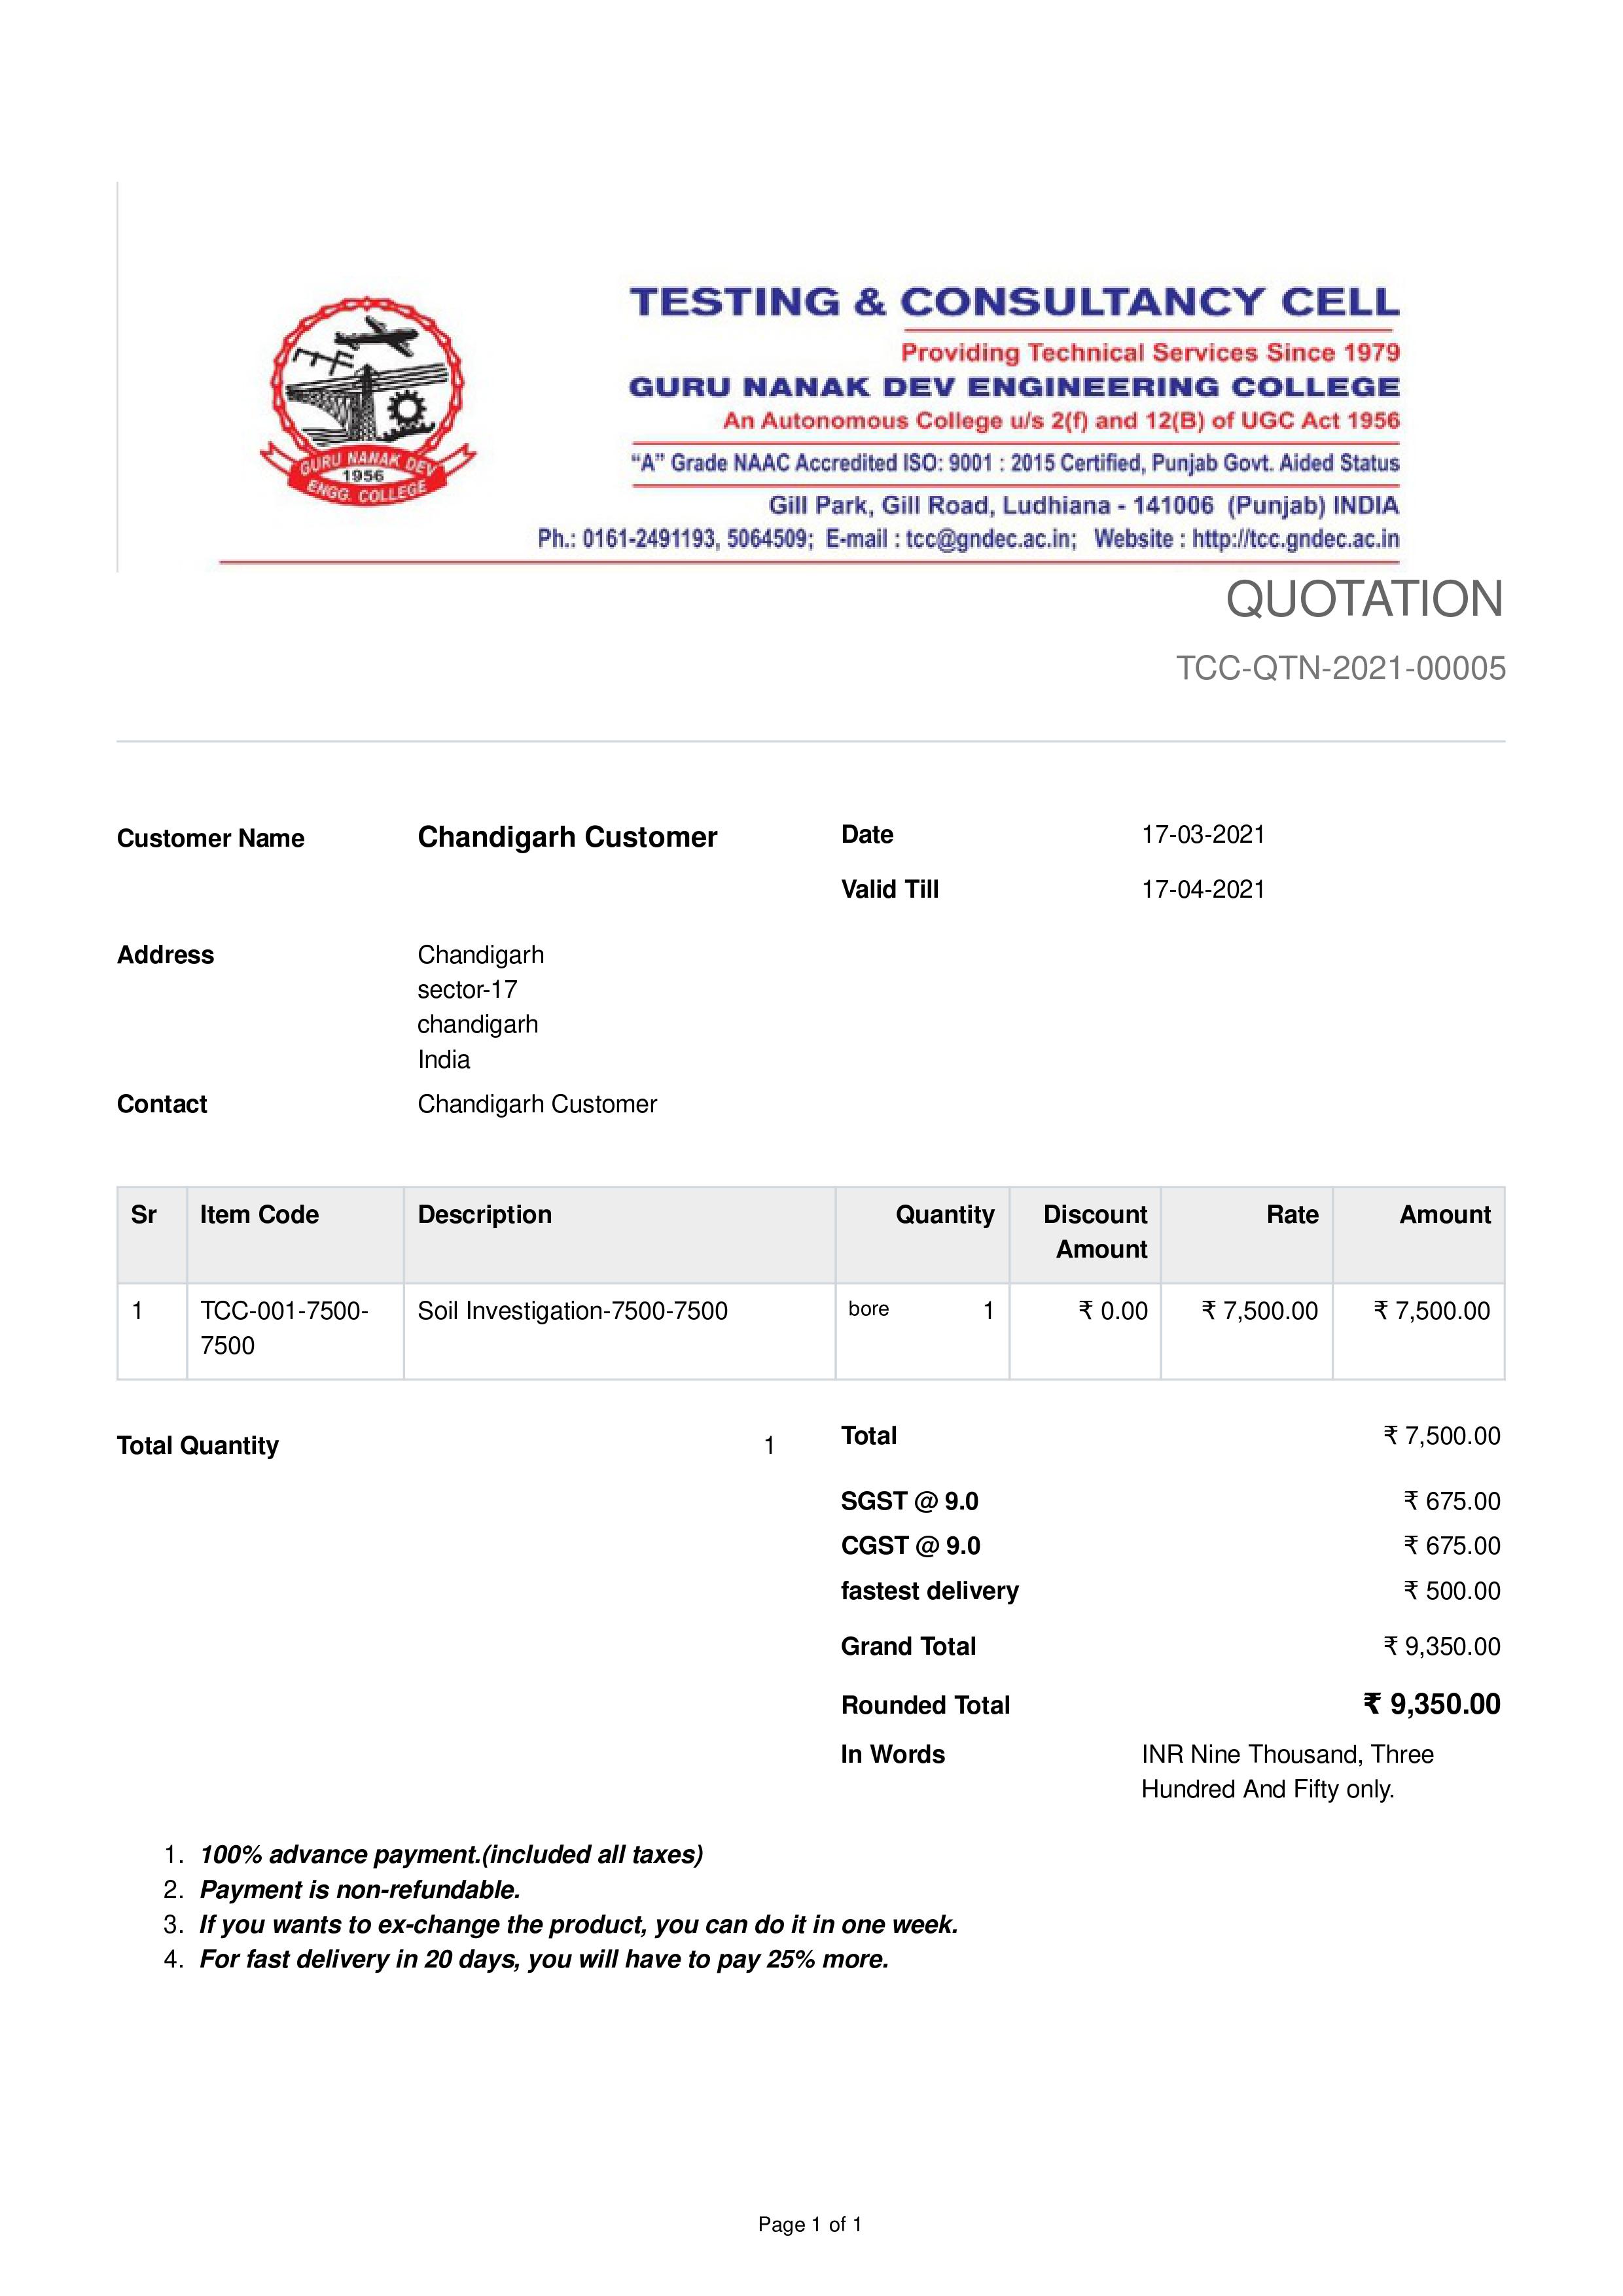 TESTING & CONSULTANCY CELL
Providing Technical Services Since 1979
GURU NANAK DEV ENGINEERING COLLEGE
An Autonomous College u/s 2(f) and 12(B) of UGC Act 1956
“A” Grade NAAC Accredited ISO: 9001 : 2015 Certified, Punjab Govt. Aided Status
Gill Park, Gill Road, Ludhiana - 141006 (Punjab) INDIA
Ph.: 0161-2491193, 5064509; E-mail : tcc@gndec.ac.in; Website : http://tcc.gndec.ac.in
GURU NANAK DEV
1956
ENGG. COLLEGE
QUOTATION
TCC-QTN-2021-00005
Customer Name Chandigarh Customer
Date 17-03-2021
Valid Till 17-04-2021
Address Chandigarh
sector-17
chandigarh
India
Contact Chandigarh Customer
Sr Item Code Description Quantity Discount Amount Rate Amount
1 TCC-001-7500-7500 Soil Investigation-7500-7500 bore 1 ₹ 0.00 ₹ 7,500.00 ₹ 7,500.00
Total Quantity 1
Total ₹ 7,500.00
SGST @ 9.0 ₹ 675.00
CGST @ 9.0 ₹ 675.00
fastest delivery ₹ 500.00
Grand Total ₹ 9,350.00
Rounded Total ₹ 9,350.00
In Words INR Nine Thousand, Three
Hundred And Fifty only.
1. 100% advance payment.(included all taxes)
2. Payment is non-refundable.
3. If you wants to ex-change the product, you can do it in one week.
4. For fast delivery in 20 days, you will have to pay 25% more.
Page 1 of 1